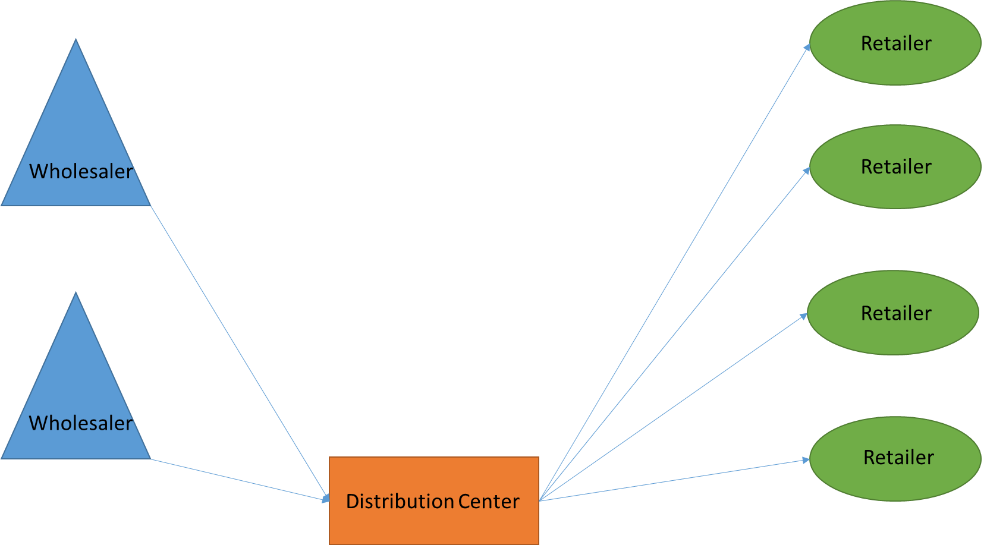 Retailer
Retailer
Wholesaler
Retailer
Wholesaler
Retailer
Distribution Center